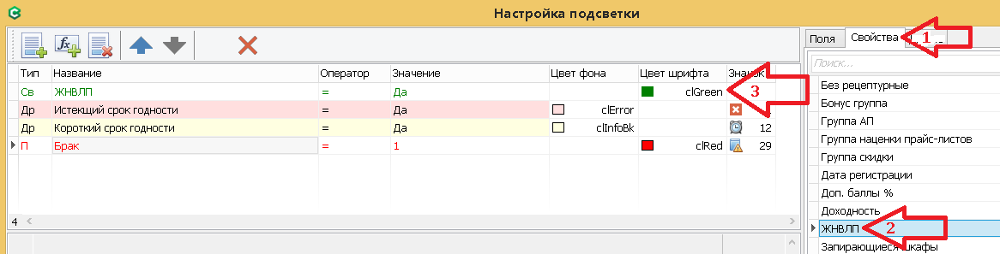 Настройка подсветки
Поля Свойства 1
fx
Поиск...
Тип Название Оператор Значение Цвет фона Цвет шрифта Значок
Св ЖНВЛП = Да clGreen 3
Др Истекщий срок годности = Да clError
Др Короткий срок годности = Да clInfoBk 12
П Брак = 1 clRed 29
4
Без рецептурные
Бонус группа
Группа АП
Группа наценки прайс-листов
Группа скидки
Дата регистрации
Доп. баллы %
Доходность
ЖНВЛП 2
Запирающиеся шкафы